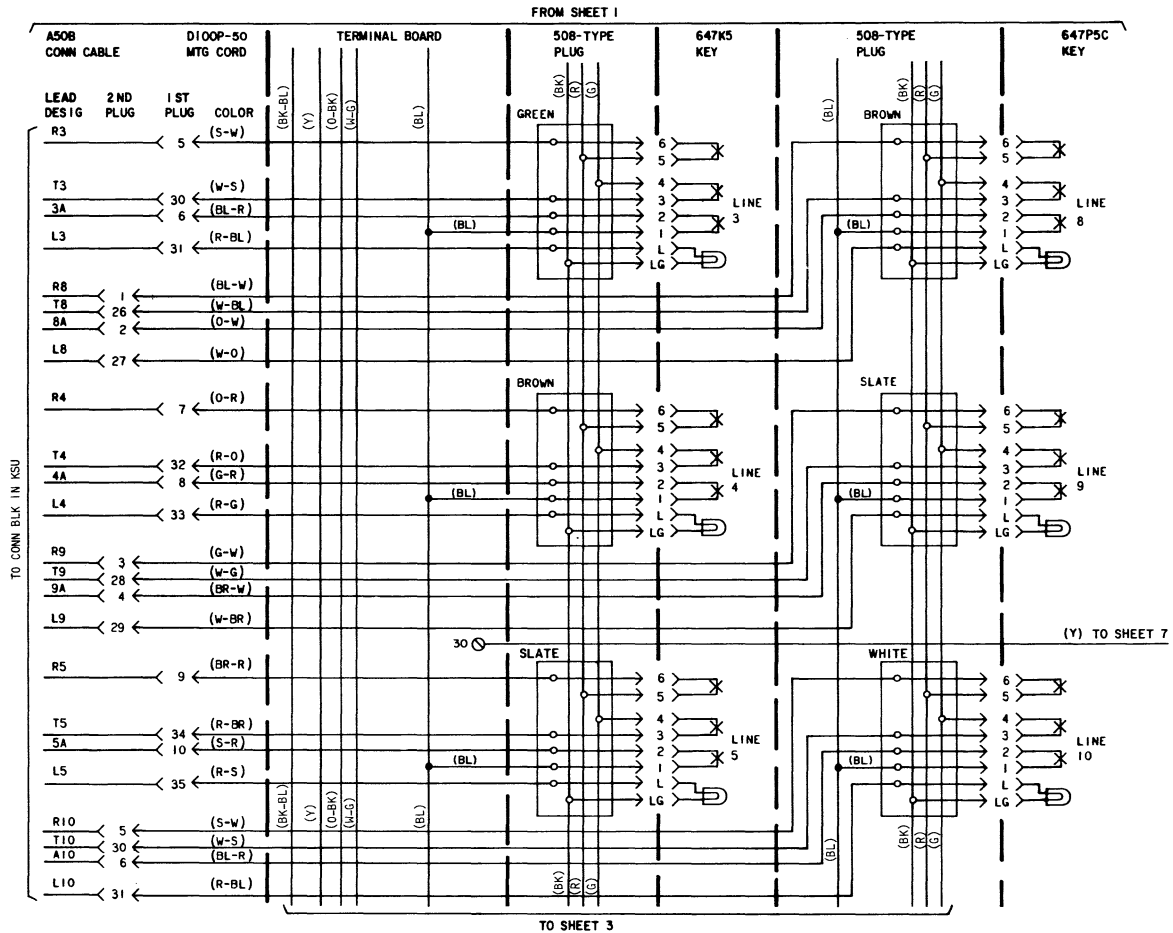 FROM SHEET 1
A50B CONN CABLE
D100P-50 MTG CORD
TERMINAL BOARD
508-TYPE PLUG
647K5 KEY
508-TYPE PLUG
647P5C KEY
LEAD DESIG
2ND PLUG
1ST PLUG
COLOR
(BK-BL)
(Y)
(O-BK)
(W-G)
(BL)
(BK)
(R)
(G)
(BL)
(BK)
(R)
(G)
GREEN
BROWN
R3 5 (S-W)
T3 30 (W-S)
3A 6 (BL-R)
L3 31 (R-BL)
(BL)
6
5
4
3
2
1
L
LG
LINE 3
(BL)
6
5
4
3
2
1
L
LG
LINE 8
R8 1 (BL-W)
T8 26 (W-BL)
8A 2 (O-W)
L8 27 (W-O)
BROWN
SLATE
R4 7 (O-R)
T4 32 (R-O)
4A 8 (G-R)
L4 33 (R-G)
(BL)
6
5
4
3
2
1
L
LG
LINE 4
(BL)
6
5
4
3
2
1
L
LG
LINE 9
TO CONN BLK IN KSU
R9 3 (G-W)
T9 28 (W-G)
9A 4 (BR-W)
L9 29 (W-BR)
30
(Y) TO SHEET 7
SLATE
WHITE
R5 9 (BR-R)
T5 34 (R-BR)
5A 10 (S-R)
L5 35 (R-S)
(BL)
6
5
4
3
2
1
L
LG
LINE 5
(BL)
6
5
4
3
2
1
L
LG
LINE 10
(BK-BL)
(Y)
(O-BK)
(W-G)
(BL)
R10 5 (S-W)
T10 30 (W-S)
A10 6 (BL-R)
L10 31 (R-BL)
(BK)
(R)
(G)
(BL)
(BK)
(R)
(G)
TO SHEET 3